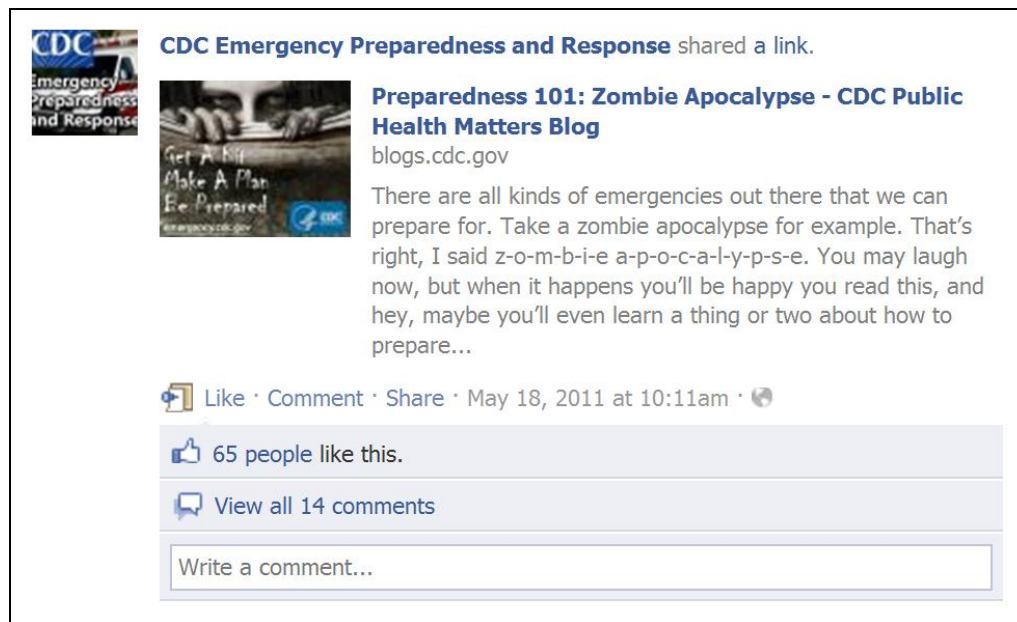 CDC
Emergency
Preparedness
and Response
CDC Emergency Preparedness and Response shared a link.
Get A Kit
Make A Plan
Be Prepared
emergency.cdc.gov
CDC
Preparedness 101: Zombie Apocalypse - CDC Public
Health Matters Blog
blogs.cdc.gov
There are all kinds of emergencies out there that we can
prepare for. Take a zombie apocalypse for example. That’s
right, I said z-o-m-b-i-e a-p-o-c-a-l-y-p-s-e. You may laugh
now, but when it happens you’ll be happy you read this, and
hey, maybe you’ll even learn a thing or two about how to
prepare...
Like · Comment · Share · May 18, 2011 at 10:11am ·
65 people like this.
View all 14 comments
Write a comment...